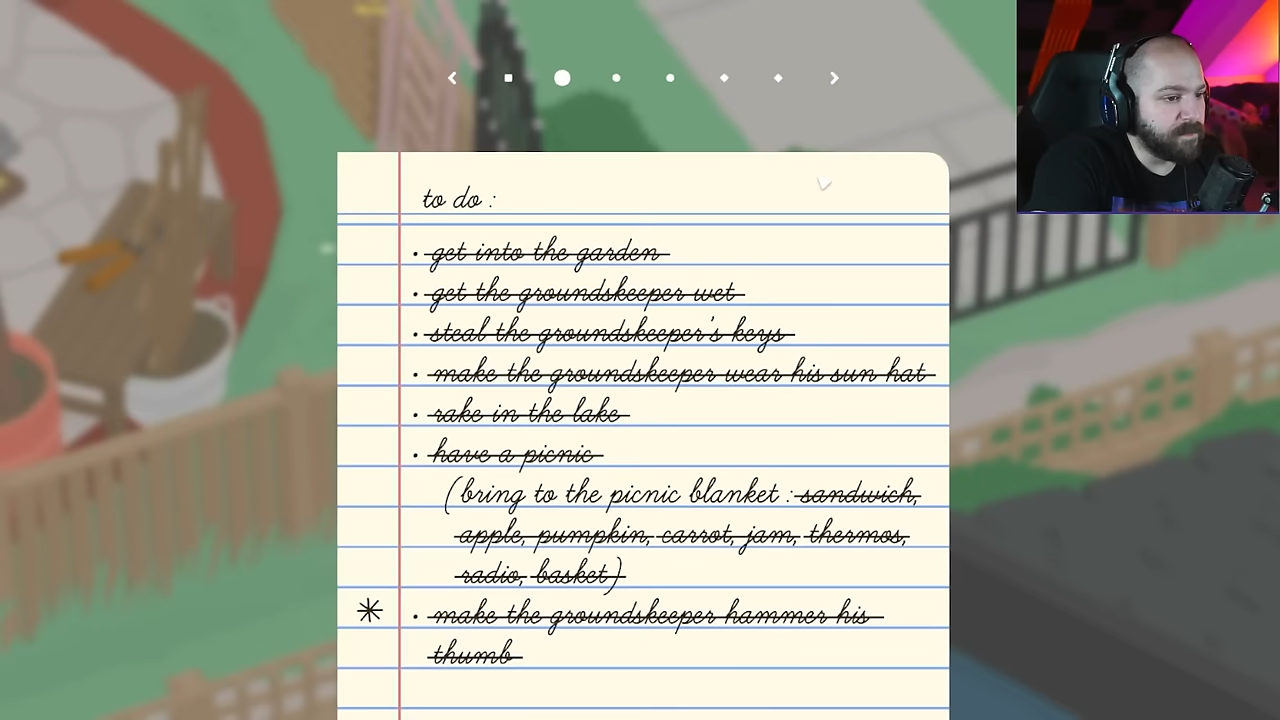 to do :
• get into the garden
• get the groundskeeper wet
• steal the groundskeeper's keys
• make the groundskeeper wear his sun hat
• rake in the lake
• have a picnic
(bring to the picnic blanket : sandwich,
apple, pumpkin, carrot, jam, thermos,
radio, basket)
• make the groundskeeper hammer his
thumb